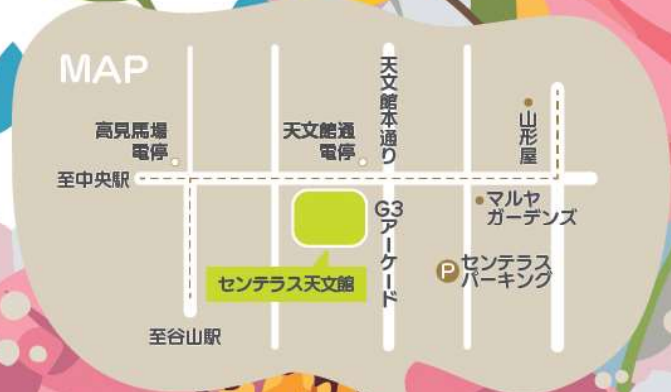 MAP
天文館本通り
高見馬場
電停
天文館通
電停
山形屋
至中央駅
マルヤ
ガーデンズ
G3アーケード
P
センテラス
パーキング
センテラス天文館
至谷山駅